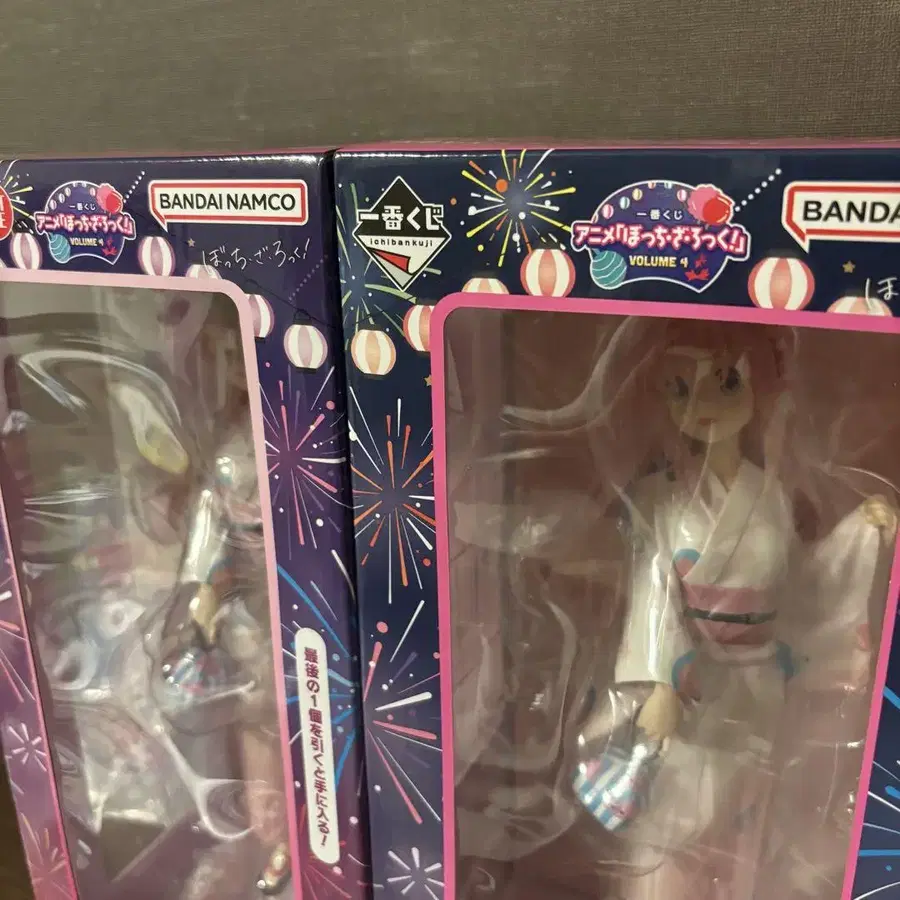 BANDAI NAMCO
一番くじ
アニメ「ぼっち・ざ・ろっく!」
VOLUME 4
ぼっち・ざ・ろっく!
最後の1個を引くと手に入る!
一番くじ
ichibankuji
一番くじ
アニメ「ぼっち・ざ・ろっく!」
VOLUME 4
BANDA
ぼ